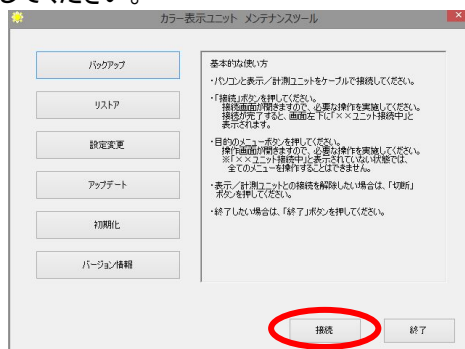 してください。
カラー表示ユニット メンテナンスツール
バックアップ
リストア
設定変更
アップデート
初期化
バージョン情報
基本的な使い方
・パソコンと表示／計測ユニットをケーブルで接続してください。
・「接続」ボタンを押してください。
接続画面が開きますので、必要な操作を実施してください。
接続が完了すると、画面左下に「××ユニット接続中」と
表示されます。
・目的のメニューボタンを押してください。
操作画面が開きますので、必要な操作を実施してください。
※「××ユニット接続中」と表示されていない状態では、
全てのメニューを操作することはできません。
・表示／計測ユニットとの接続を解除したい場合は、「切断」
ボタンを押してください。
・終了したい場合は、「終了」ボタンを押してください。
接続
終了